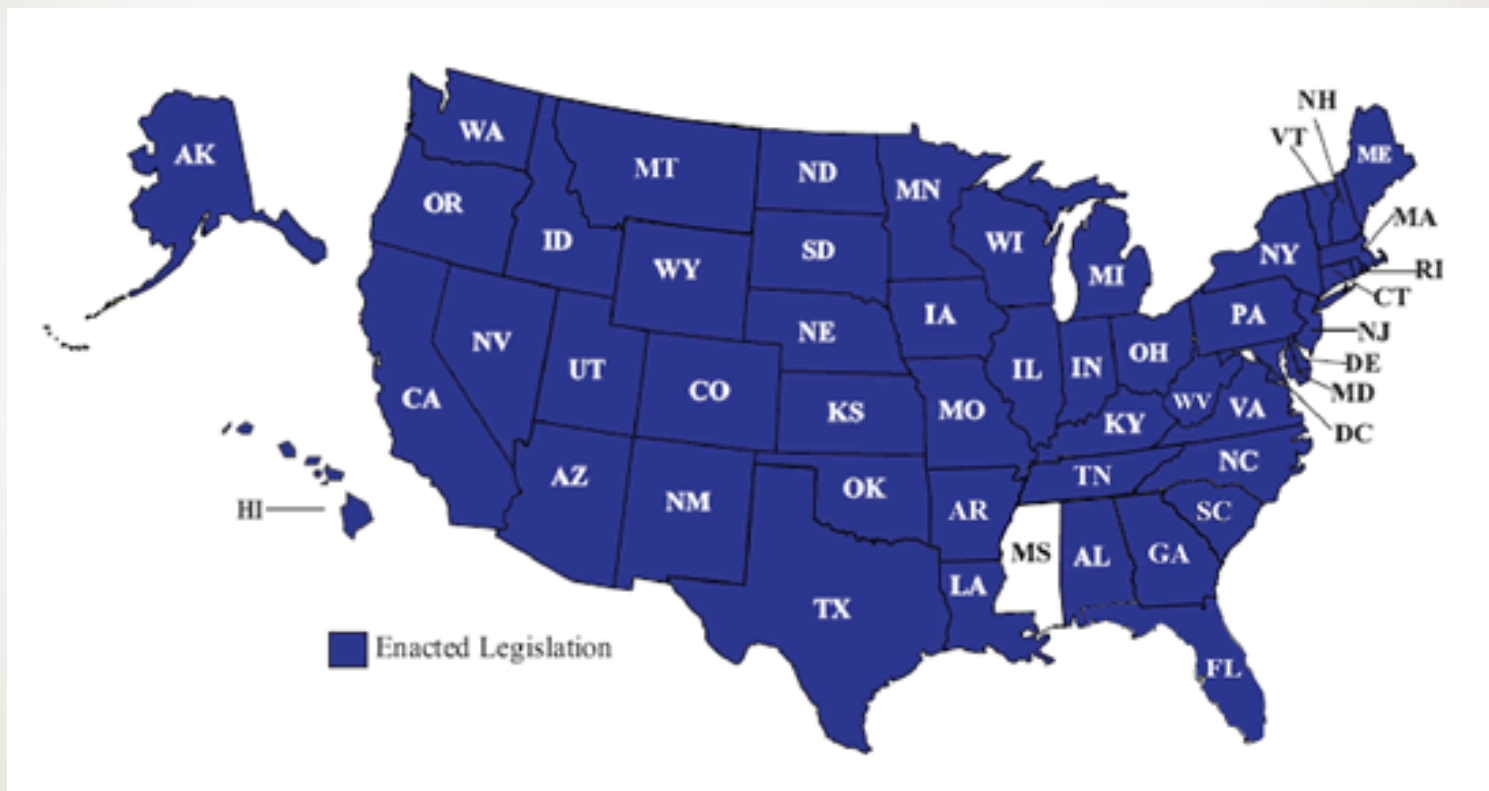 NH
VT
AK
WA
MT
ND
MN
ME
OR
MA
ID
SD
WI
NY
WY
MI
RI
CT
IA
PA
NV
NE
NJ
UT
IL
IN
OH
DE
CO
MD
CA
KS
MO
WV
VA
KY
DC
AZ
NM
OK
TN
NC
HI
AR
SC
MS
AL
GA
LA
TX
Enacted Legislation
FL